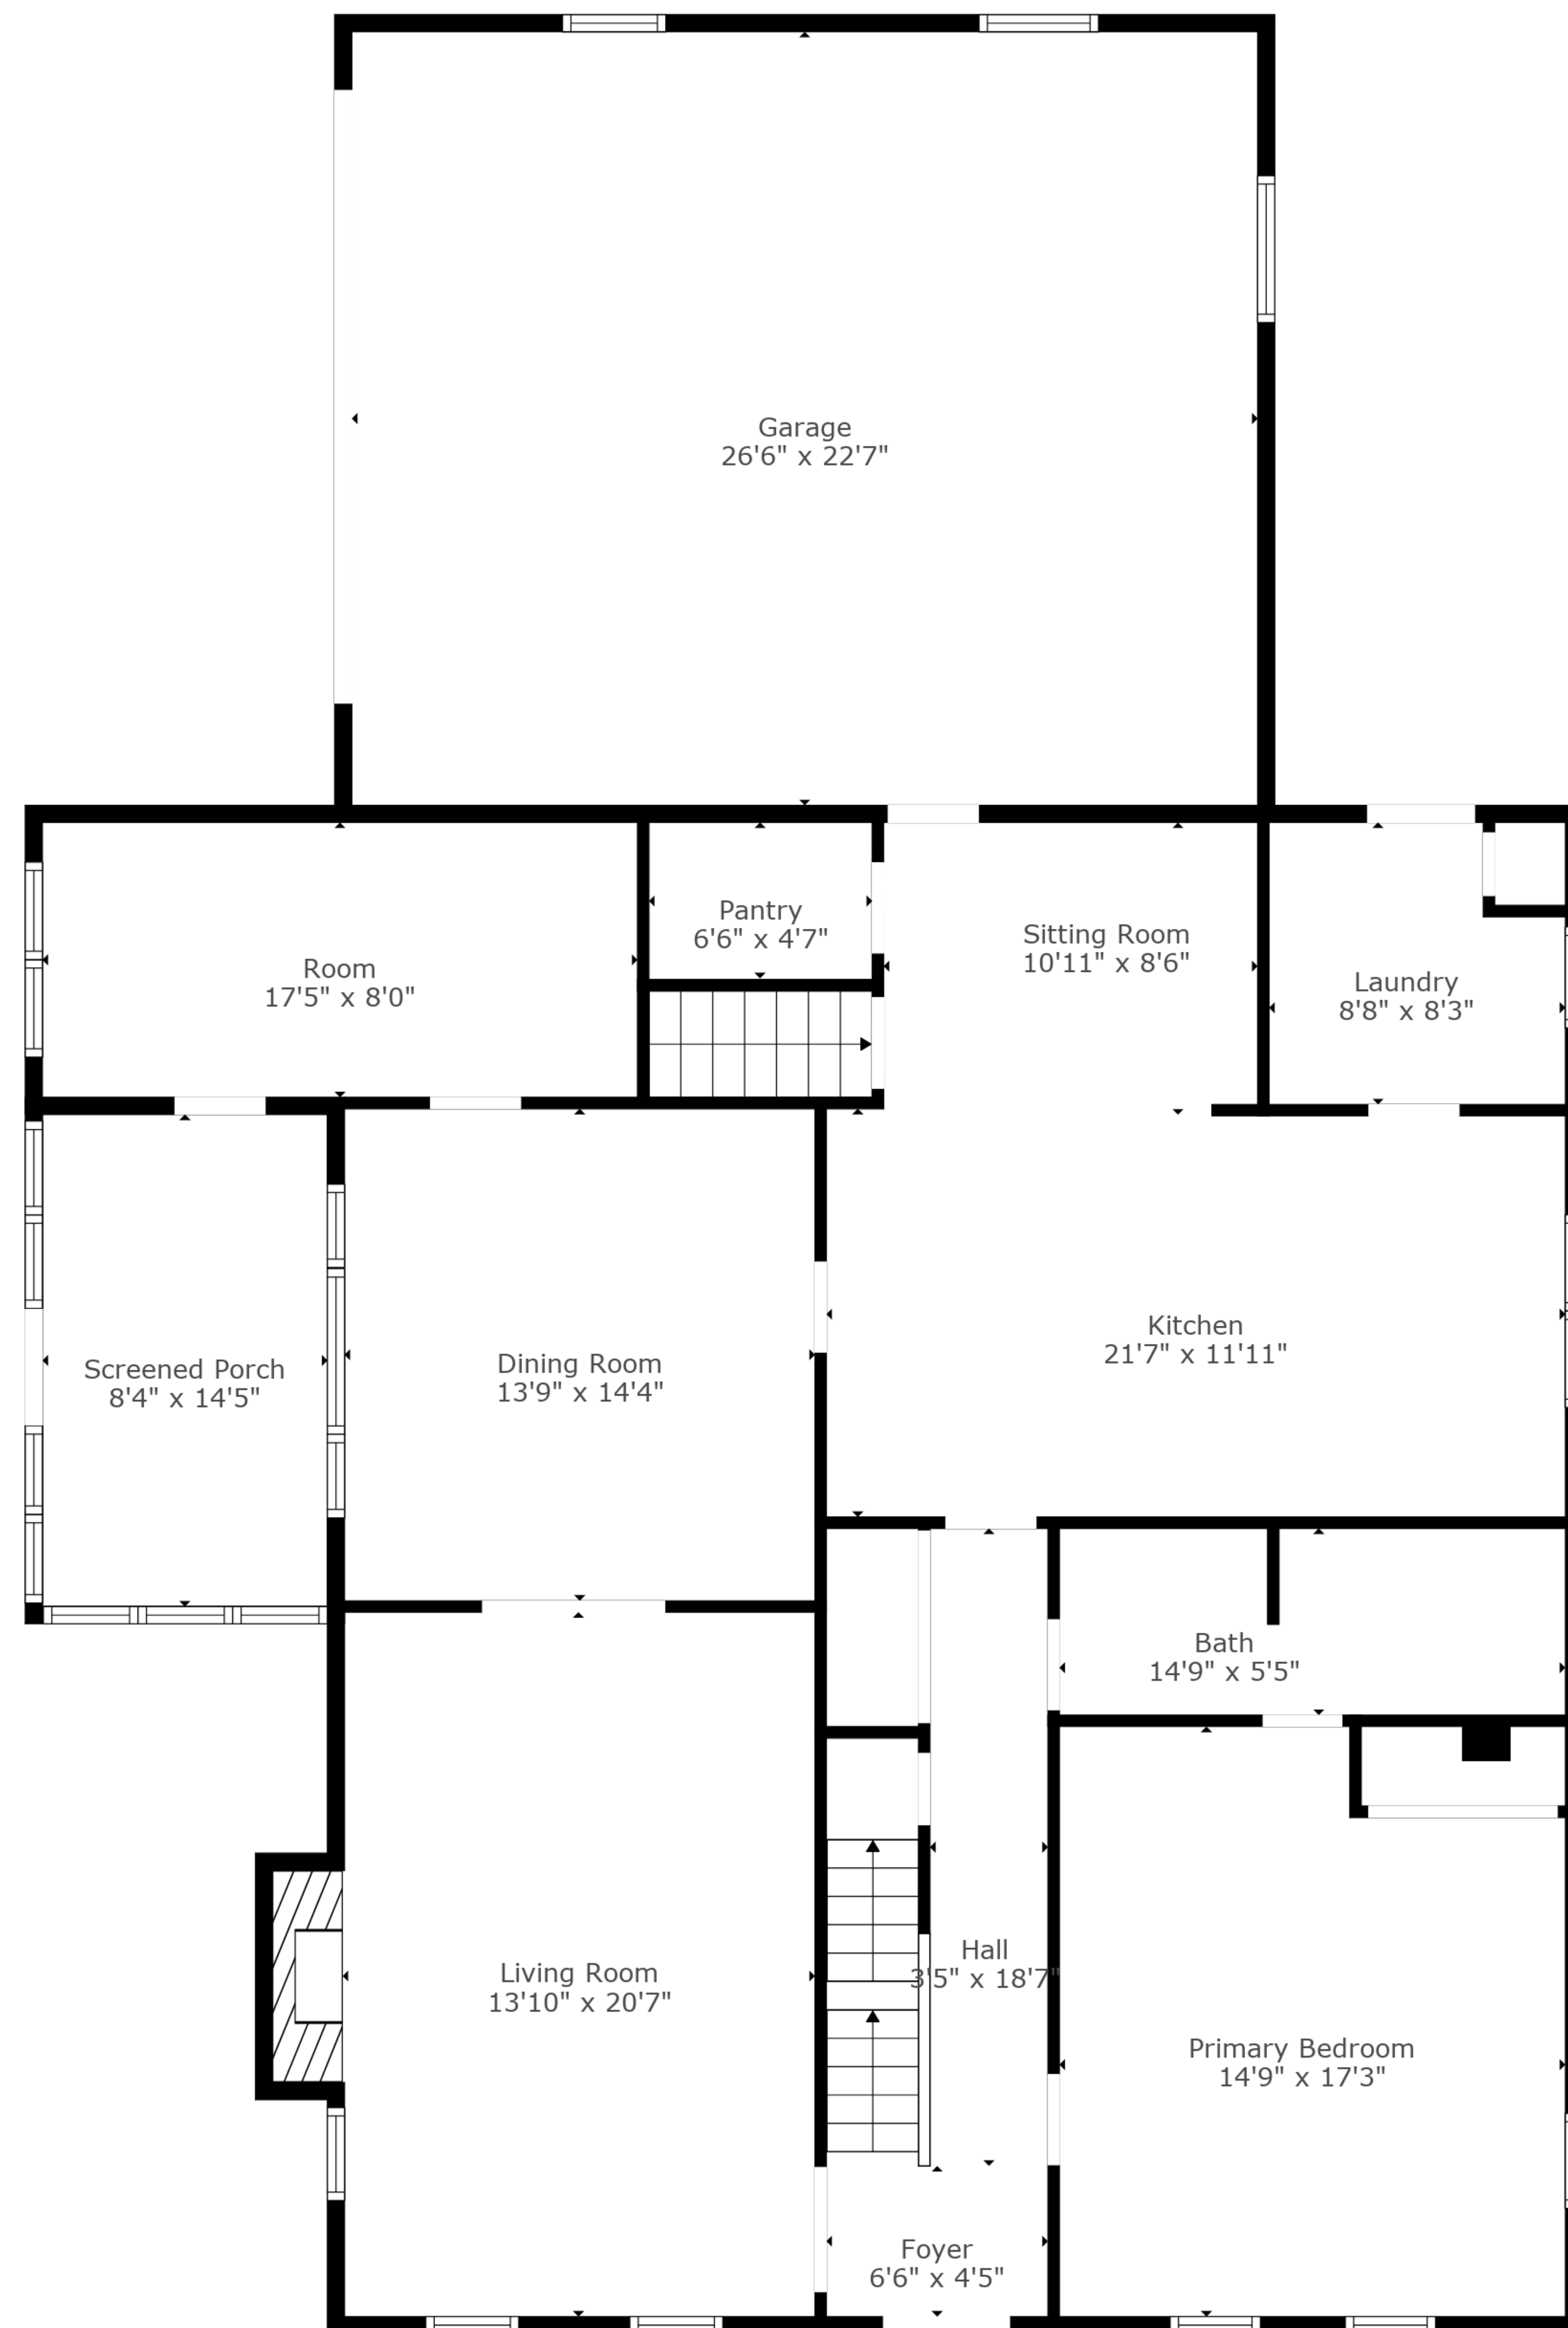 Garage
26'6" x 22'7"
Pantry
6'6" x 4'7"
Sitting Room
10'11" x 8'6"
Room
17'5" x 8'0"
Laundry
8'8" x 8'3"
Kitchen
21'7" x 11'11"
Dining Room
13'9" x 14'4"
Screened Porch
8'4" x 14'5"
Bath
14'9" x 5'5"
Hall
3'5" x 18'7"
Living Room
13'10" x 20'7"
Primary Bedroom
14'9" x 17'3"
Foyer
6'6" x 4'5"